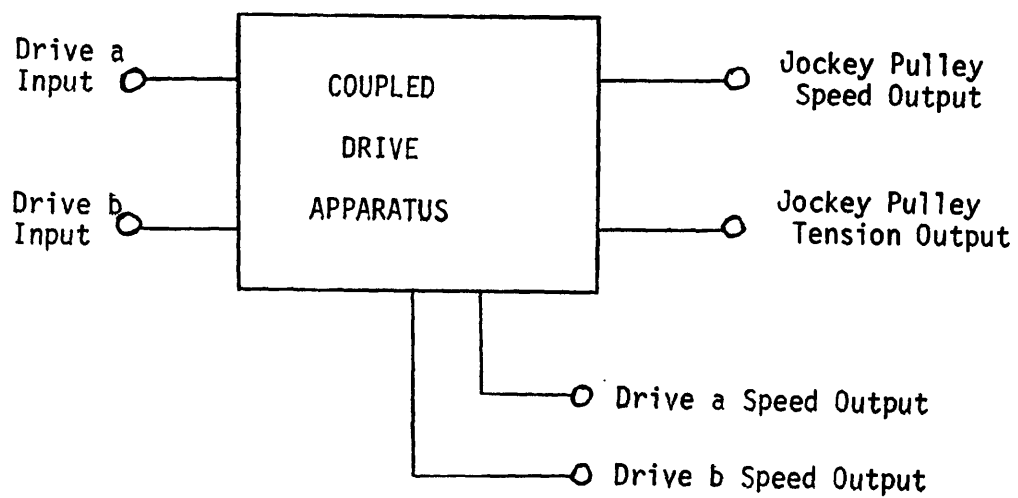 Drive a
Input
COUPLED
DRIVE
APPARATUS
Jockey Pulley
Speed Output
Drive b
Input
Jockey Pulley
Tension Output
Drive a Speed Output
Drive b Speed Output